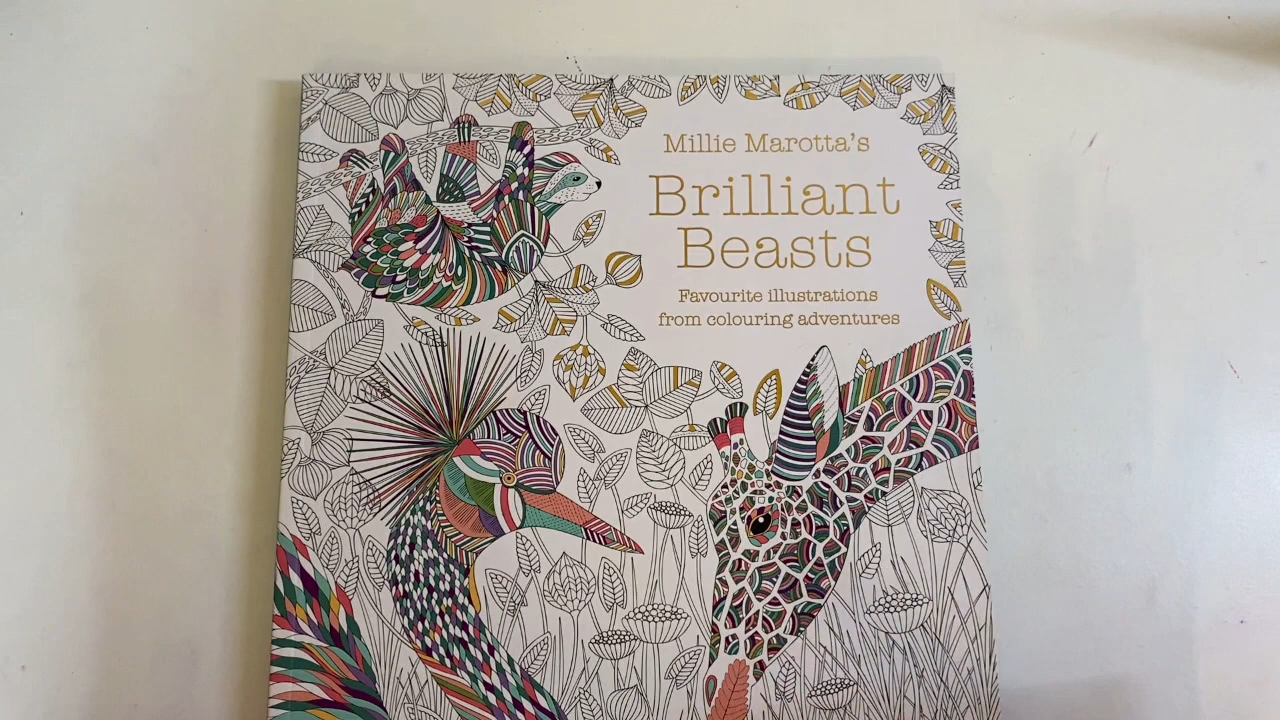 Millie Marotta's
Brilliant
Beasts
Favourite illustrations
from colouring adventures